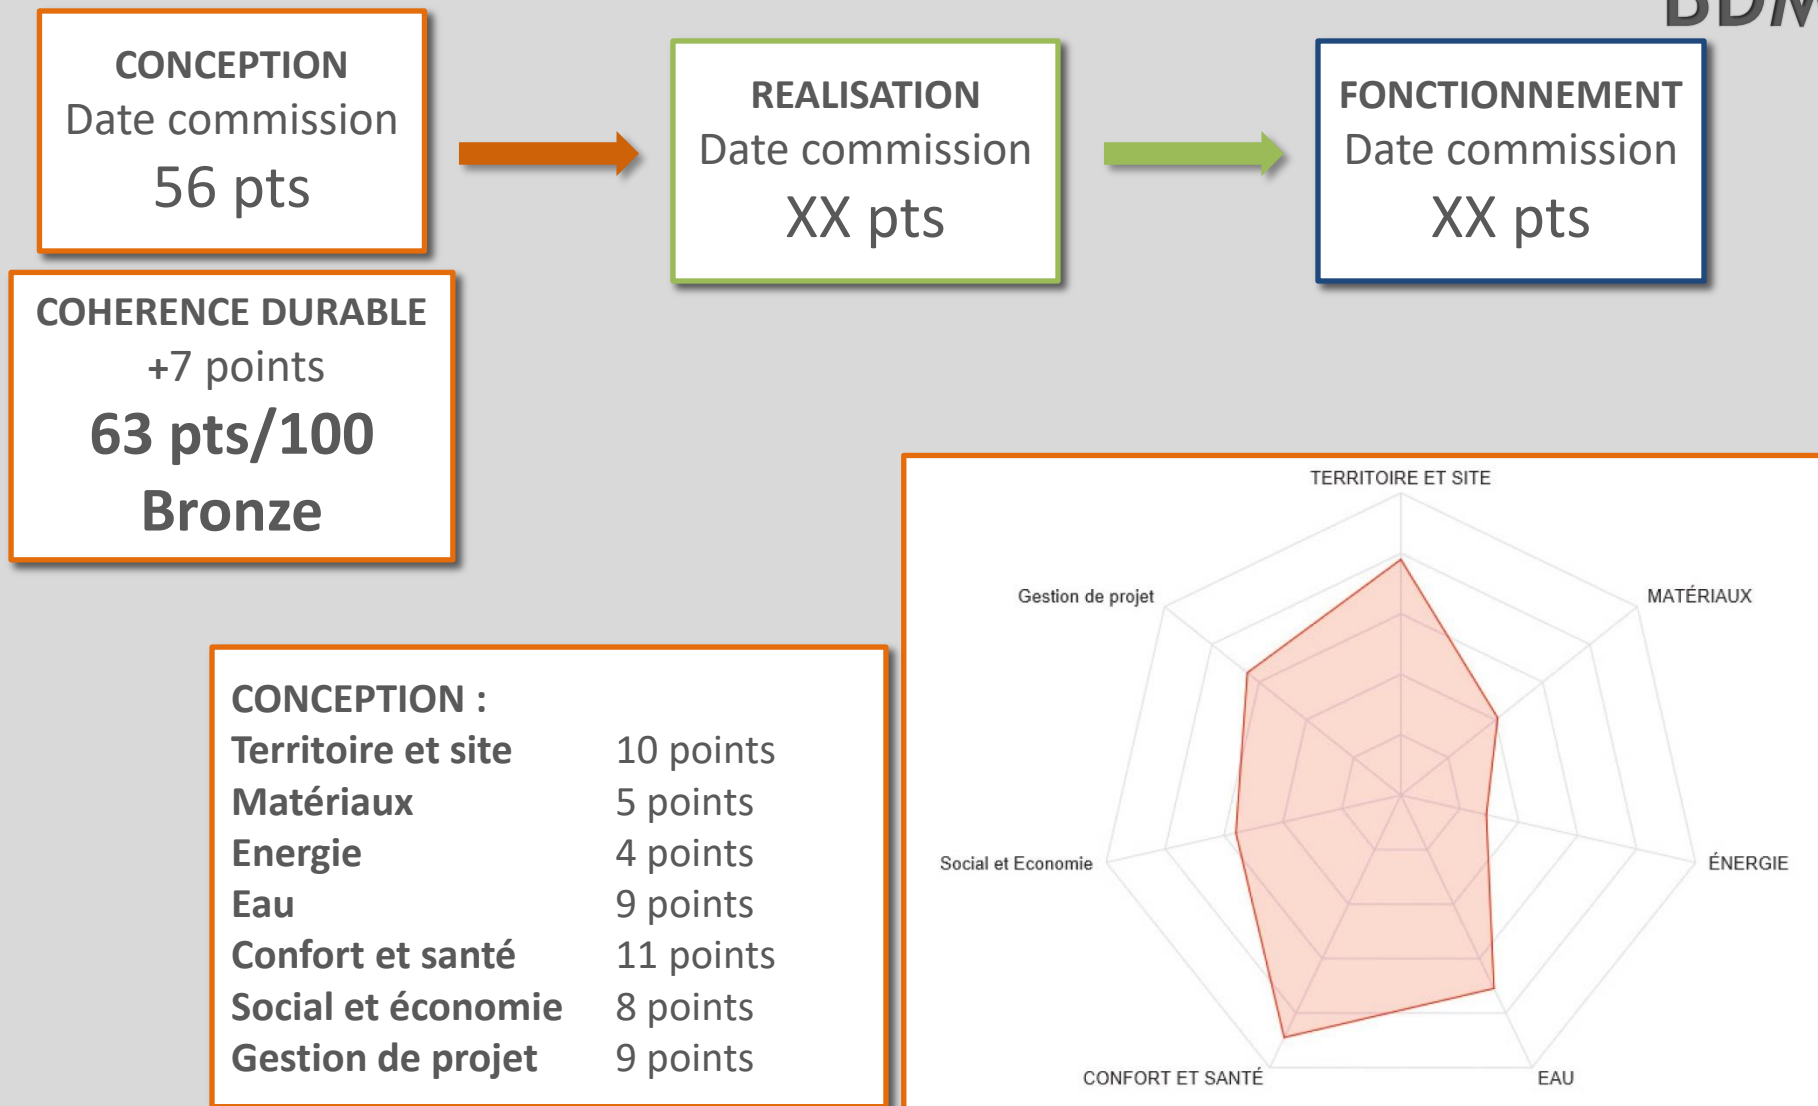 BDM
CONCEPTION
Date commission
56 pts
REALISATION
Date commission
XX pts
FONCTIONNEMENT
Date commission
XX pts
COHERENCE DURABLE
+7 points
63 pts/100
Bronze
CONCEPTION :
Territoire et site 10 points
Matériaux 5 points
Energie 4 points
Eau 9 points
Confort et santé 11 points
Social et économie 8 points
Gestion de projet 9 points
TERRITOIRE ET SITE
Gestion de projet
MATÉRIAUX
Social et Economie
ÉNERGIE
CONFORT ET SANTÉ
EAU